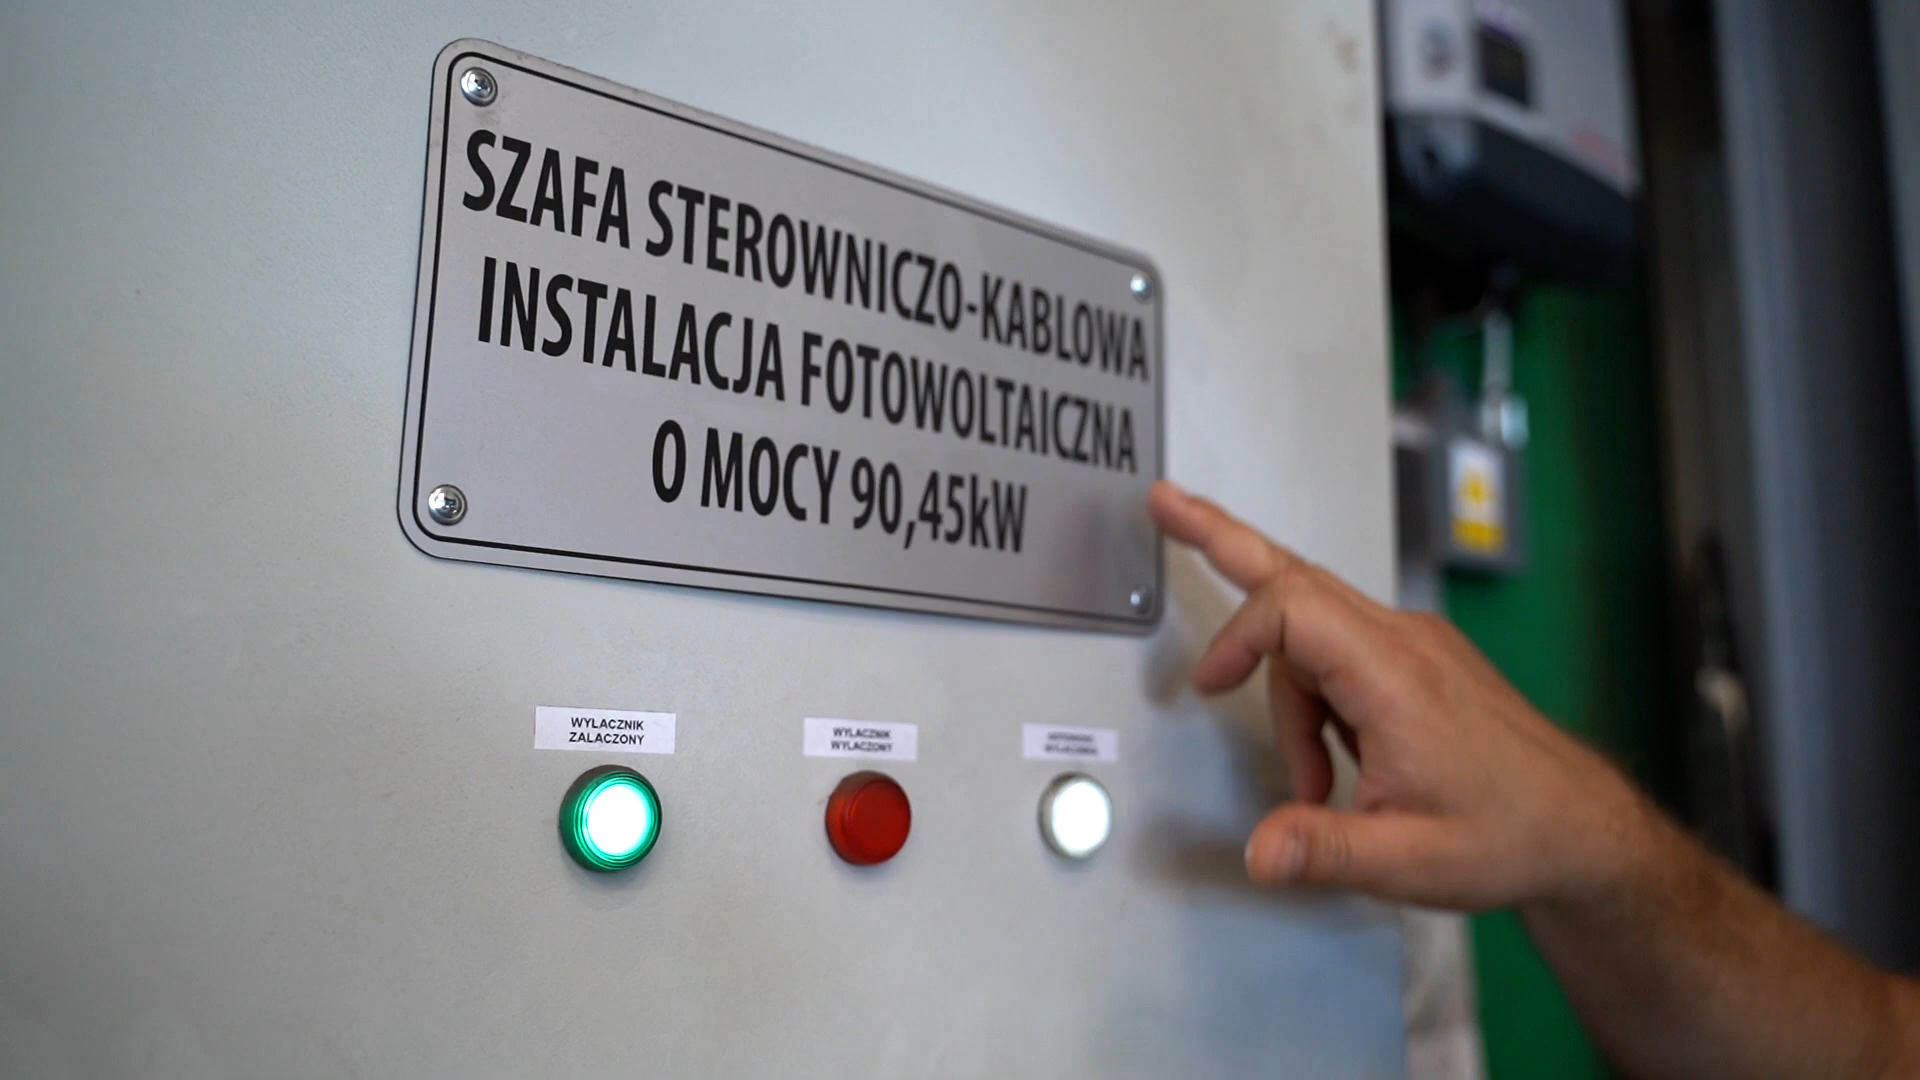 SZAFA STEROWNICZO-KABLOWA
INSTALACJA FOTOWOLTAICZNA
O MOCY 90,45kW
WYLACZNIK
ZALACZONY
WYLACZNIK
WYLACZONY